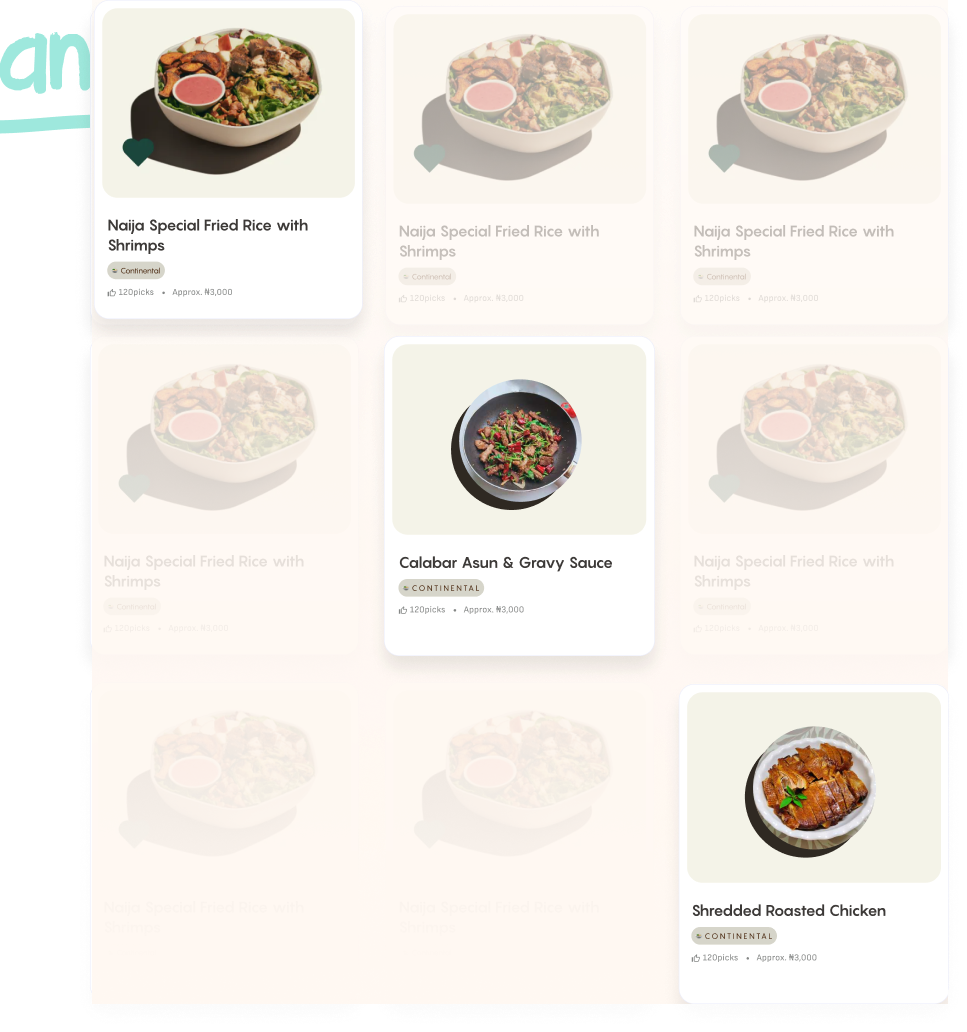 an
Naija Special Fried Rice with
Shrimps
Continental
120picks • Approx. ₦3,000
Naija Special Fried Rice with
Shrimps
Continental
120picks • Approx. ₦3,000
Naija Special Fried Rice with
Shrimps
Continental
120picks • Approx. ₦3,000
Naija Special Fried Rice with
Shrimps
Continental
120picks • Approx. ₦3,000
Calabar Asun & Gravy Sauce
CONTINENTAL
120picks • Approx. ₦3,000
Naija Special Fried Rice with
Shrimps
Continental
120picks • Approx. ₦3,000
Naija Special Fried Rice with
Shrimps
Naija Special Fried Rice with
Shrimps
Shredded Roasted Chicken
CONTINENTAL
120picks • Approx. ₦3,000